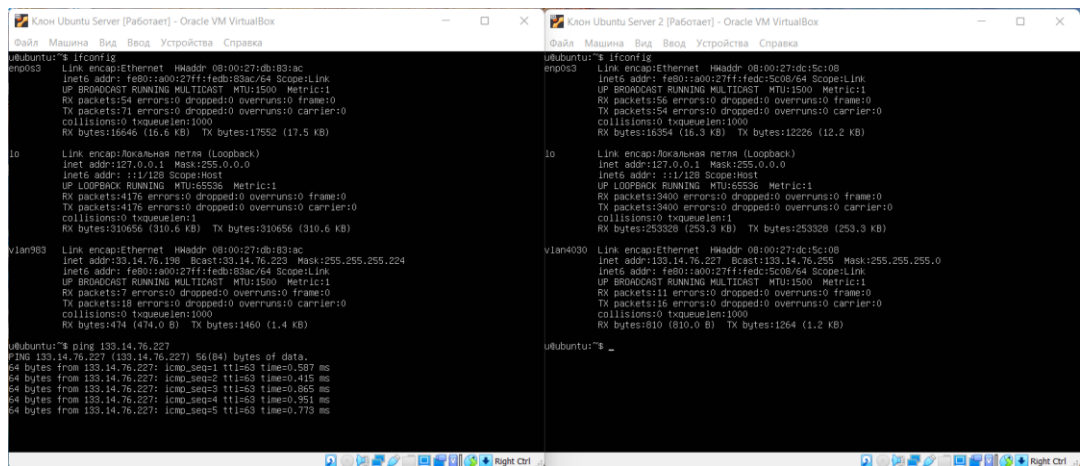 Клон Ubuntu Server [Работает] - Oracle VM VirtualBox
Файл Машина Вид Ввод Устройства Справка
u@ubuntu:~$ ifconfig
enp0s3 Link encap:Ethernet HWaddr 08:00:27:db:83:ac
inet6 addr: fe80::a00:27ff:fedb:83ac/64 Scope:Link
UP BROADCAST RUNNING MULTICAST MTU:1500 Metric:1
RX packets:54 errors:0 dropped:0 overruns:0 frame:0
TX packets:71 errors:0 dropped:0 overruns:0 carrier:0
collisions:0 txqueuelen:1000
RX bytes:16646 (16.6 KB) TX bytes:17552 (17.5 KB)
lo Link encap:Локальная петля (Loopback)
inet addr:127.0.0.1 Mask:255.0.0.0
inet6 addr: ::1/128 Scope:Host
UP LOOPBACK RUNNING MTU:65536 Metric:1
RX packets:4176 errors:0 dropped:0 overruns:0 frame:0
TX packets:4176 errors:0 dropped:0 overruns:0 carrier:0
collisions:0 txqueuelen:1
RX bytes:310656 (310.6 KB) TX bytes:310656 (310.6 KB)
vlan983 Link encap:Ethernet HWaddr 08:00:27:db:83:ac
inet addr:33.14.76.198 Bcast:33.14.76.223 Mask:255.255.255.224
inet6 addr: fe80::a00:27ff:fedb:83ac/64 Scope:Link
UP BROADCAST RUNNING MULTICAST MTU:1500 Metric:1
RX packets:7 errors:0 dropped:0 overruns:0 frame:0
TX packets:18 errors:0 dropped:0 overruns:0 carrier:0
collisions:0 txqueuelen:1000
RX bytes:474 (474.0 B) TX bytes:1460 (1.4 KB)
u@ubuntu:~$ ping 133.14.76.227
PING 133.14.76.227 (133.14.76.227) 56(84) bytes of data.
64 bytes from 133.14.76.227: icmp_seq=1 ttl=63 time=0.587 ms
64 bytes from 133.14.76.227: icmp_seq=2 ttl=63 time=0.415 ms
64 bytes from 133.14.76.227: icmp_seq=3 ttl=63 time=0.865 ms
64 bytes from 133.14.76.227: icmp_seq=4 ttl=63 time=0.951 ms
64 bytes from 133.14.76.227: icmp_seq=5 ttl=63 time=0.773 ms
Right Ctrl
Клон Ubuntu Server 2 [Работает] - Oracle VM VirtualBox
Файл Машина Вид Ввод Устройства Справка
u@ubuntu:~$ ifconfig
enp0s3 Link encap:Ethernet HWaddr 08:00:27:dc:5c:08
inet6 addr: fe80::a00:27ff:fedc:5c08/64 Scope:Link
UP BROADCAST RUNNING MULTICAST MTU:1500 Metric:1
RX packets:56 errors:0 dropped:0 overruns:0 frame:0
TX packets:54 errors:0 dropped:0 overruns:0 carrier:0
collisions:0 txqueuelen:1000
RX bytes:16354 (16.3 KB) TX bytes:12226 (12.2 KB)
lo Link encap:Локальная петля (Loopback)
inet addr:127.0.0.1 Mask:255.0.0.0
inet6 addr: ::1/128 Scope:Host
UP LOOPBACK RUNNING MTU:65536 Metric:1
RX packets:3400 errors:0 dropped:0 overruns:0 frame:0
TX packets:3400 errors:0 dropped:0 overruns:0 carrier:0
collisions:0 txqueuelen:1
RX bytes:253328 (253.3 KB) TX bytes:253328 (253.3 KB)
vlan4030 Link encap:Ethernet HWaddr 08:00:27:dc:5c:08
inet addr:133.14.76.227 Bcast:133.14.76.255 Mask:255.255.255.0
inet6 addr: fe80::a00:27ff:fedc:5c08/64 Scope:Link
UP BROADCAST RUNNING MULTICAST MTU:1500 Metric:1
RX packets:11 errors:0 dropped:0 overruns:0 frame:0
TX packets:16 errors:0 dropped:0 overruns:0 carrier:0
collisions:0 txqueuelen:1000
RX bytes:810 (810.0 B) TX bytes:1264 (1.2 KB)
u@ubuntu:~$ _
Right Ctrl